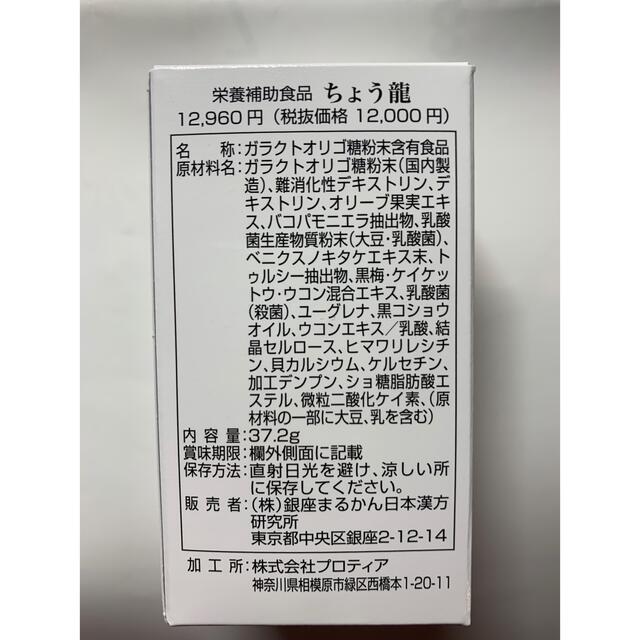 栄養補助食品 ちょう龍
12,960円（税抜価格 12,000円）
名　　称：ガラクトオリゴ糖粉末含有食品
原材料名：ガラクトオリゴ糖粉末（国内製
造）、難消化性デキストリン、デ
キストリン、オリーブ果実エキ
ス、バコパモニエラ抽出物、乳酸
菌生産物質粉末（大豆・乳酸菌）、
ベニクスノキタケエキス末、ト
ゥルシー抽出物、黒梅・ケイケッ
トウ・ウコン混合エキス、乳酸菌
（殺菌）、ユーグレナ、黒コショウ
オイル、ウコンエキス／乳酸、結
晶セルロース、ヒマワリレシチ
ン、貝カルシウム、ケルセチン、
加工デンプン、ショ糖脂肪酸エ
ステル、微粒二酸化ケイ素、（原
材料の一部に大豆、乳を含む）
内 容 量：37.2g
賞味期限：欄外側面に記載
保存方法：直射日光を避け、涼しい所
に保存してください。
販 売 者：（株）銀座まるかん日本漢方
研究所
東京都中央区銀座2-12-14
加 工 所：株式会社プロティア
神奈川県相模原市緑区西橋本1-20-11